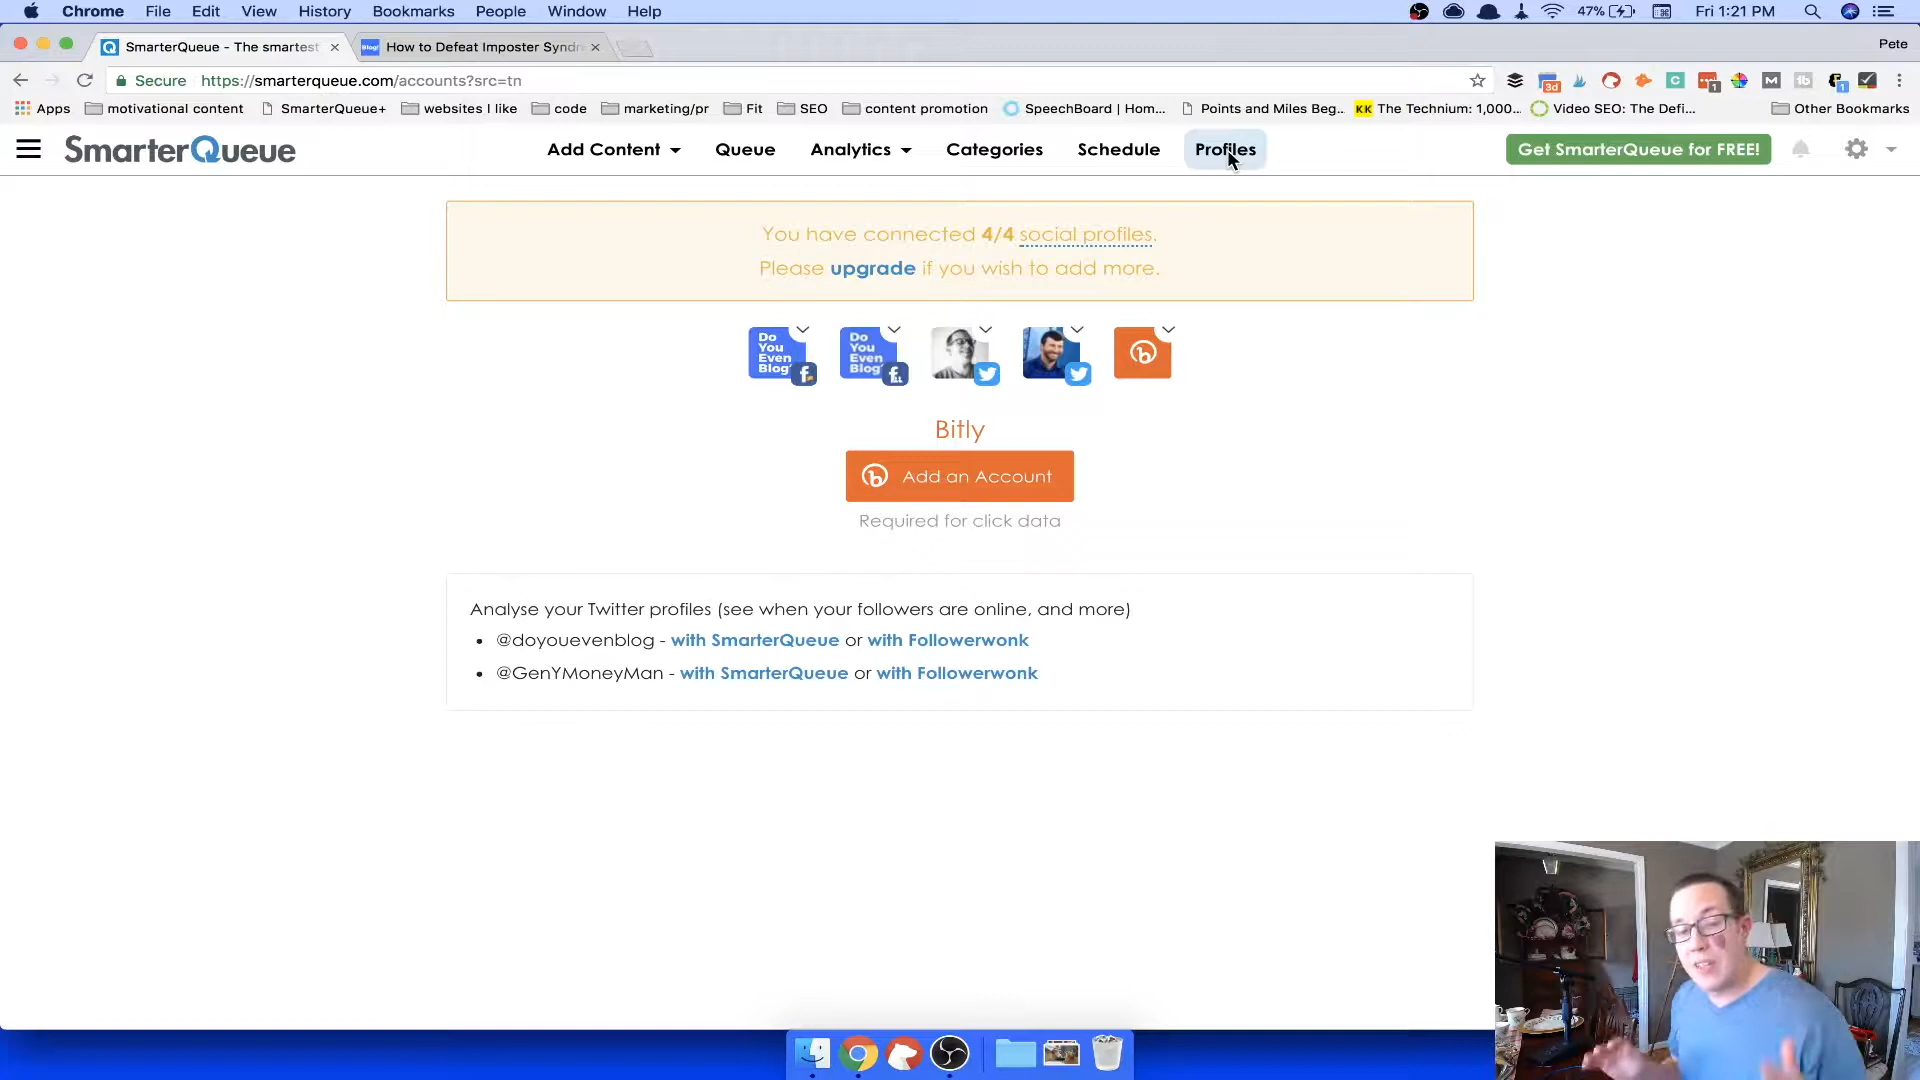 Chrome File Edit View History Bookmarks People Window Help 47% Fri 1:21 PM
SmarterQueue - The smartest How to Defeat Imposter Syndr Pete
Secure https://smarterqueue.com/accounts?src=tn
Apps motivational content SmarterQueue+ websites I like code marketing/pr Fit SEO content promotion SpeechBoard | Hom... Points and Miles Beg... KK The Technium: 1,000... Video SEO: The Defi... Other Bookmarks
SmarterQueue Add Content Queue Analytics Categories Schedule Profiles Get SmarterQueue for FREE!
You have connected 4/4 social profiles.
Please upgrade if you wish to add more.
Do You Even Blog
Do You Even Blog
Bitly
Add an Account
Required for click data
Analyse your Twitter profiles (see when your followers are online, and more)
• @doyouevenblog - with SmarterQueue or with Followerwonk
• @GenYMoneyMan - with SmarterQueue or with Followerwonk